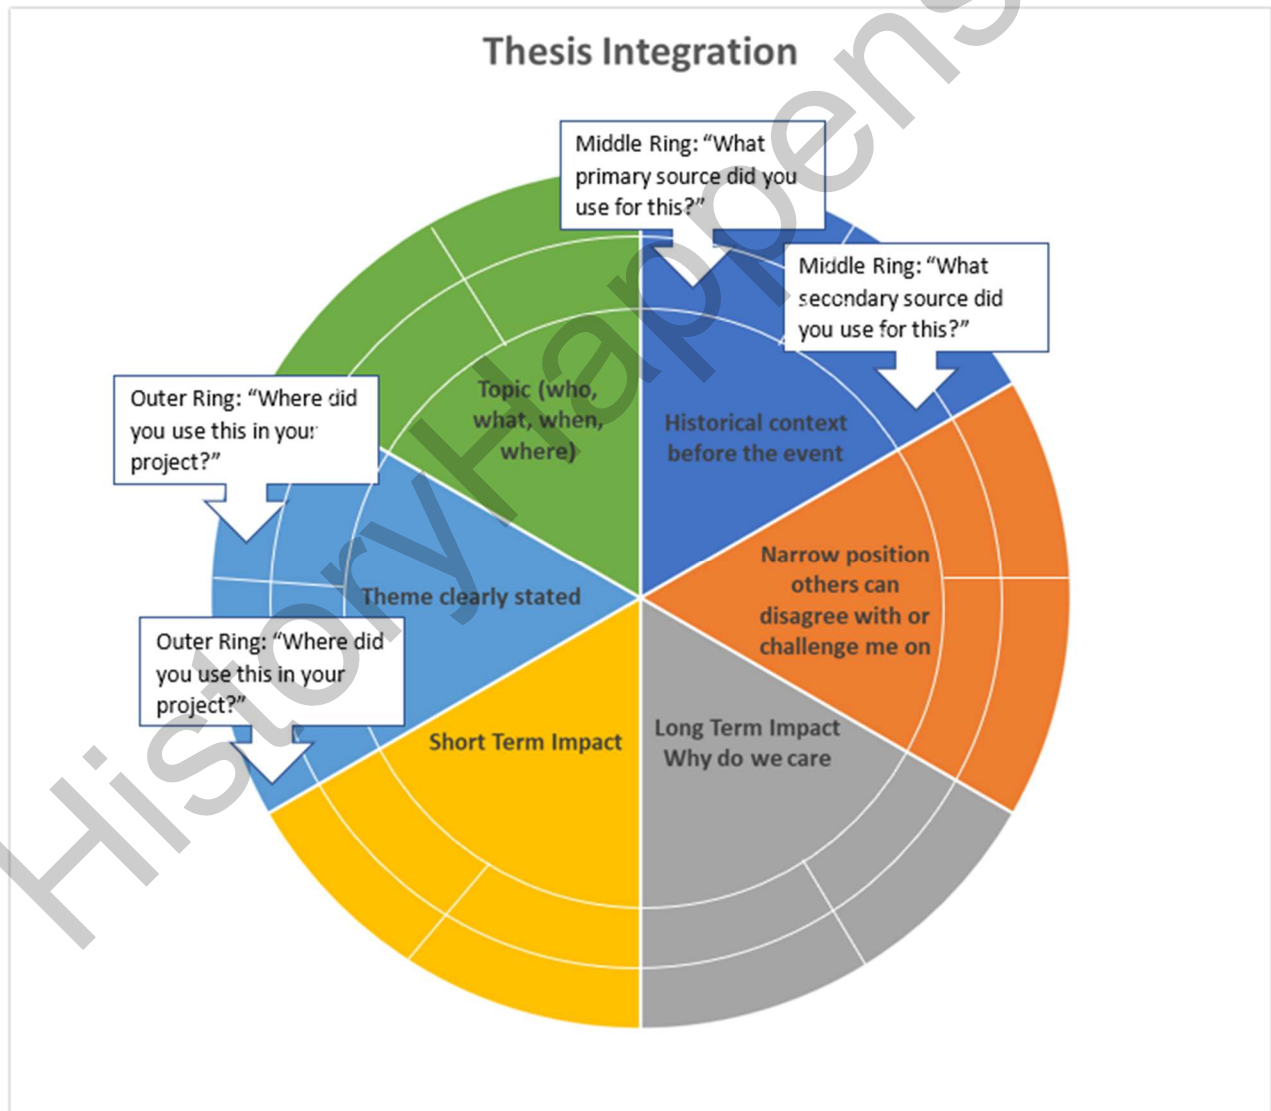 Thesis Integration
Middle Ring: “What
primary source did you
use for this?”
Middle Ring: “What
secondary source did
you use for this?”
Outer Ring: “Where did
you use this in your
project?”
Topic (who,
what, when,
where)
Historical context
before the event
Narrow position
others can
disagree with or
challenge me on
Theme clearly stated
Outer Ring: “Where did
you use this in your
project?”
Short Term Impact
Long Term Impact
Why do we care
HistoryHappens